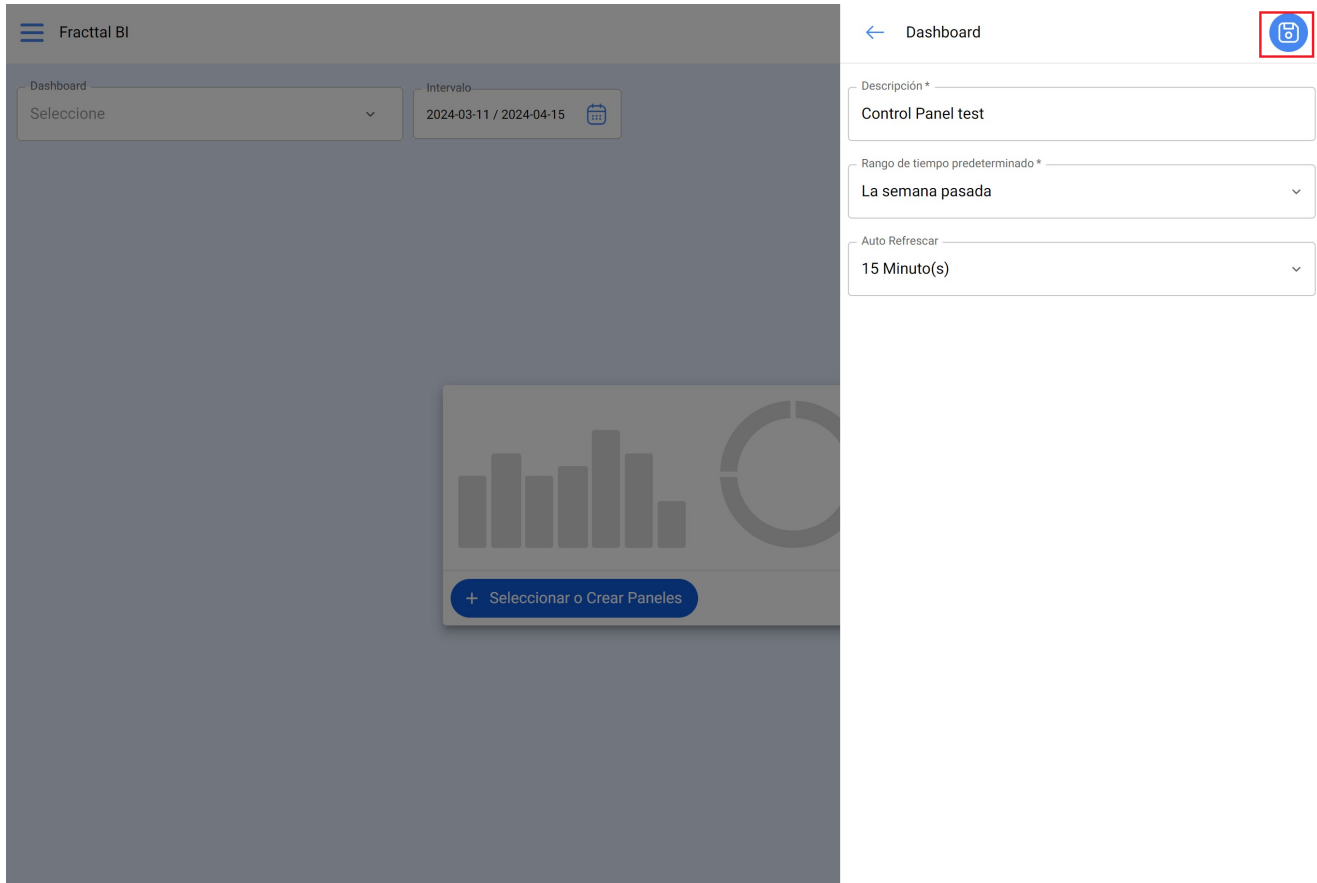 Fracttal BI
Dashboard
Seleccione
Intervalo
2024-03-11 / 2024-04-15
+ Seleccionar o Crear Paneles
Dashboard
Descripción *
Control Panel test
Rango de tiempo predeterminado *
La semana pasada
Auto Refrescar
15 Minuto(s)